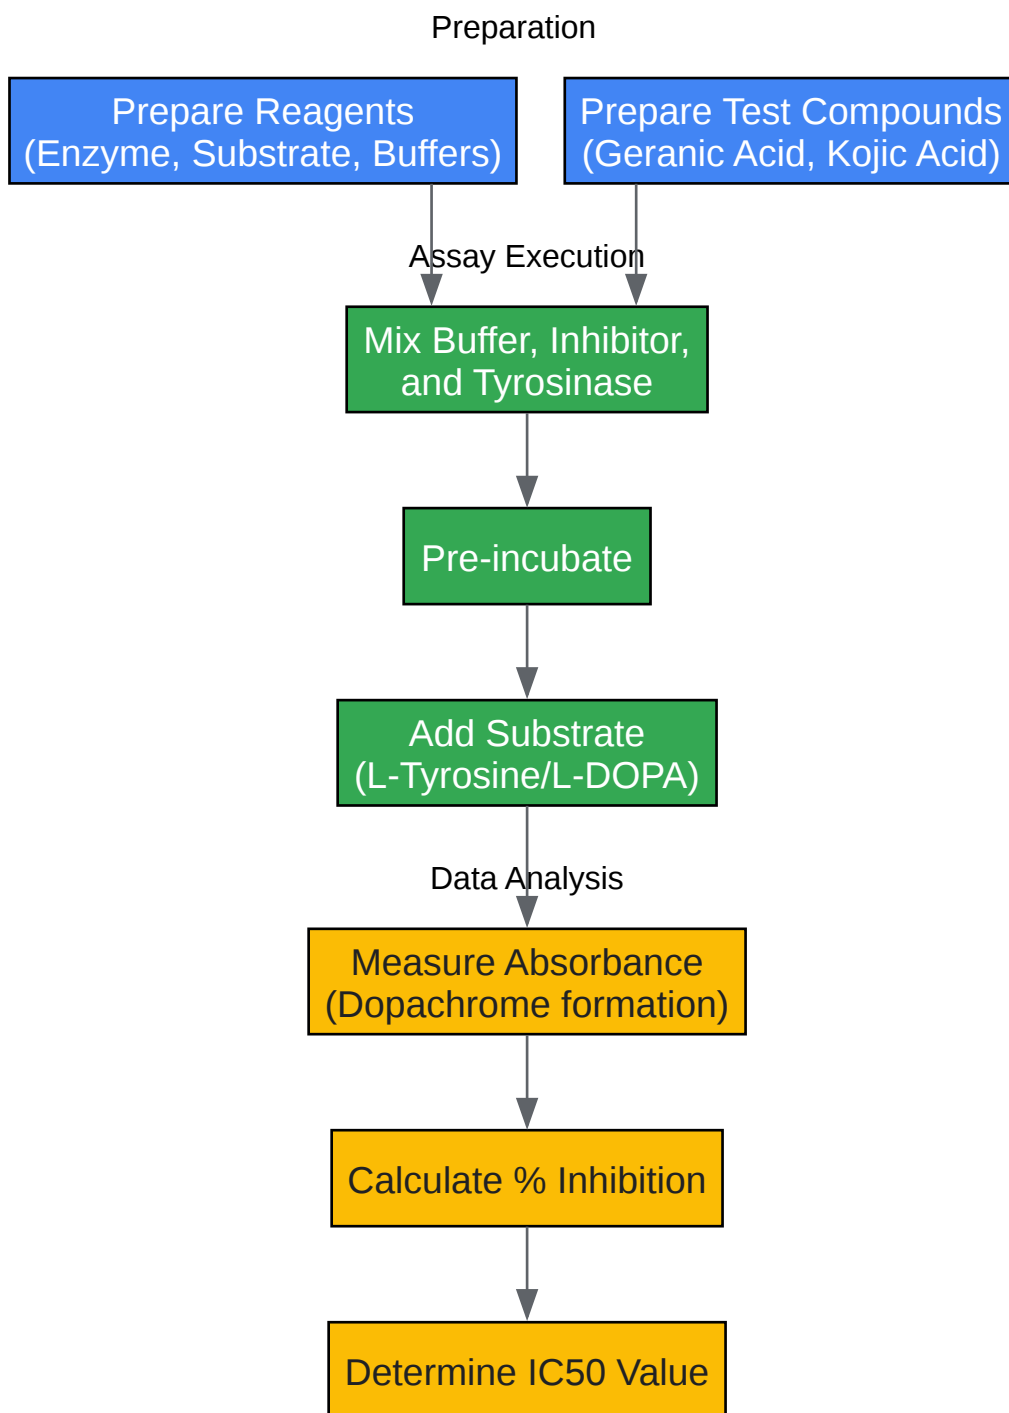 Preparation
Prepare Reagents
(Enzyme, Substrate, Buffers)
Prepare Test Compounds
(Geranic Acid, Kojic Acid)
Assay Execution
Mix Buffer, Inhibitor,
and Tyrosinase
Pre-incubate
Add Substrate
(L-Tyrosine/L-DOPA)
Data Analysis
Measure Absorbance
(Dopachrome formation)
Calculate % Inhibition
Determine IC50 Value